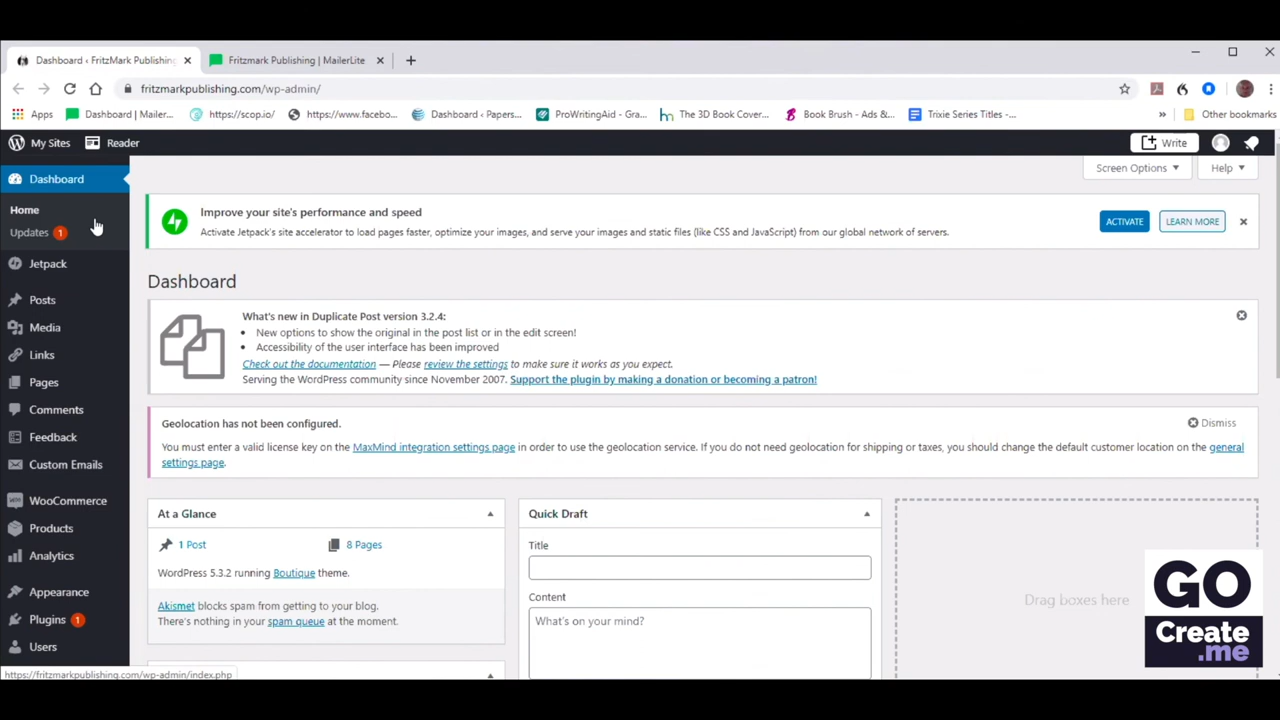 Dashboard ‹ FritzMark Publishing
Fritzmark Publishing | MailerLite
fritzmarkpublishing.com/wp-admin/
Apps
Dashboard | Mailer...
https://scop.io/
https://www.facebo...
Dashboard ‹ Papers...
ProWritingAid - Gra...
The 3D Book Cover...
Book Brush - Ads &...
Trixie Series Titles -...
»
Other bookmarks
My Sites
Reader
Write
Dashboard
Screen Options
Help
Home
Updates 1
Improve your site's performance and speed
Activate Jetpack's site accelerator to load pages faster, optimize your images, and serve your images and static files (like CSS and JavaScript) from our global network of servers.
ACTIVATE
LEARN MORE
Jetpack
Posts
Media
Links
Pages
Comments
Feedback
Custom Emails
WooCommerce
Products
Analytics
Appearance
Plugins 1
Users
Dashboard
What's new in Duplicate Post version 3.2.4:
• New options to show the original in the post list or in the edit screen!
• Accessibility of the user interface has been improved
Check out the documentation — Please review the settings to make sure it works as you expect.
Serving the WordPress community since November 2007. Support the plugin by making a donation or becoming a patron!
Geolocation has not been configured.
Dismiss
You must enter a valid license key on the MaxMind integration settings page in order to use the geolocation service. If you do not need geolocation for shipping or taxes, you should change the default customer location on the general
settings page.
At a Glance
1 Post
8 Pages
WordPress 5.3.2 running Boutique theme.
Akismet blocks spam from getting to your blog.
There's nothing in your spam queue at the moment.
Quick Draft
Title
Content
What's on your mind?
Drag boxes here
GO
Create
.me
https://fritzmarkpublishing.com/wp-admin/index.php